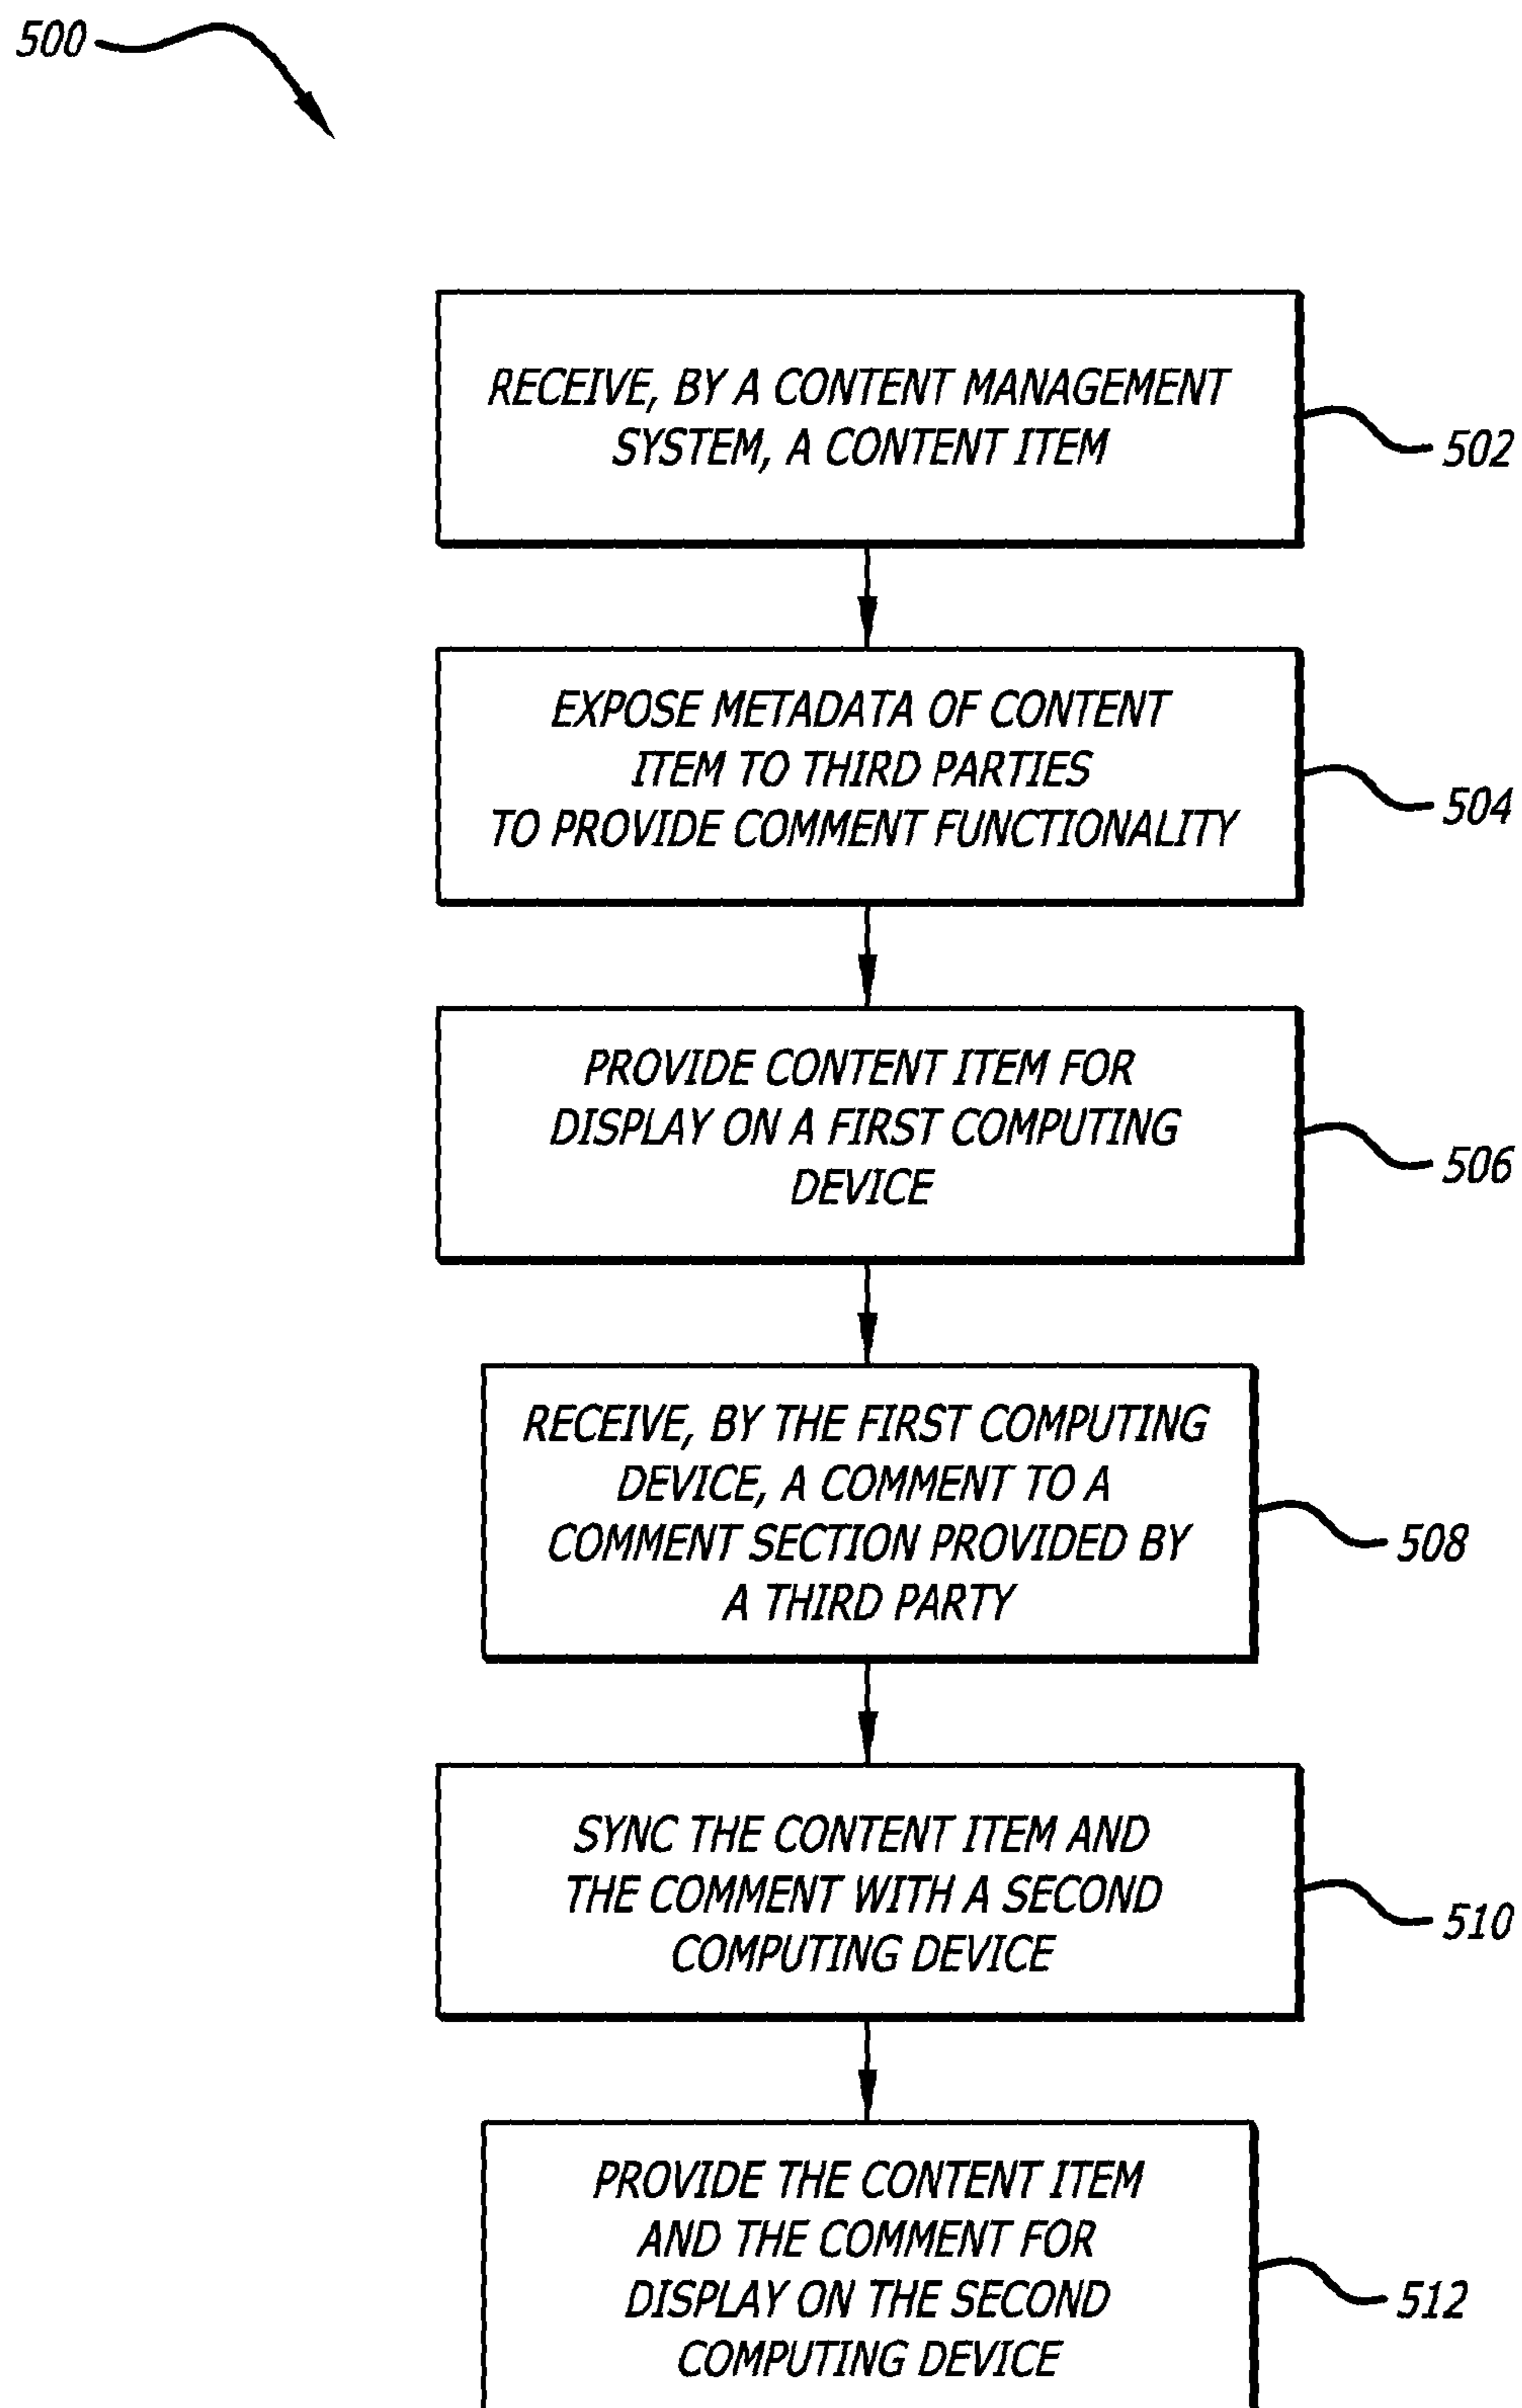 500
RECEIVE, BY A CONTENT MANAGEMENT
SYSTEM, A CONTENT ITEM
502
EXPOSE METADATA OF CONTENT
ITEM TO THIRD PARTIES
TO PROVIDE COMMENT FUNCTIONALITY
504
PROVIDE CONTENT ITEM FOR
DISPLAY ON A FIRST COMPUTING
DEVICE
506
RECEIVE, BY THE FIRST COMPUTING
DEVICE, A COMMENT TO A
COMMENT SECTION PROVIDED BY
A THIRD PARTY
508
SYNC THE CONTENT ITEM AND
THE COMMENT WITH A SECOND
COMPUTING DEVICE
510
PROVIDE THE CONTENT ITEM
AND THE COMMENT FOR
DISPLAY ON THE SECOND
COMPUTING DEVICE
512